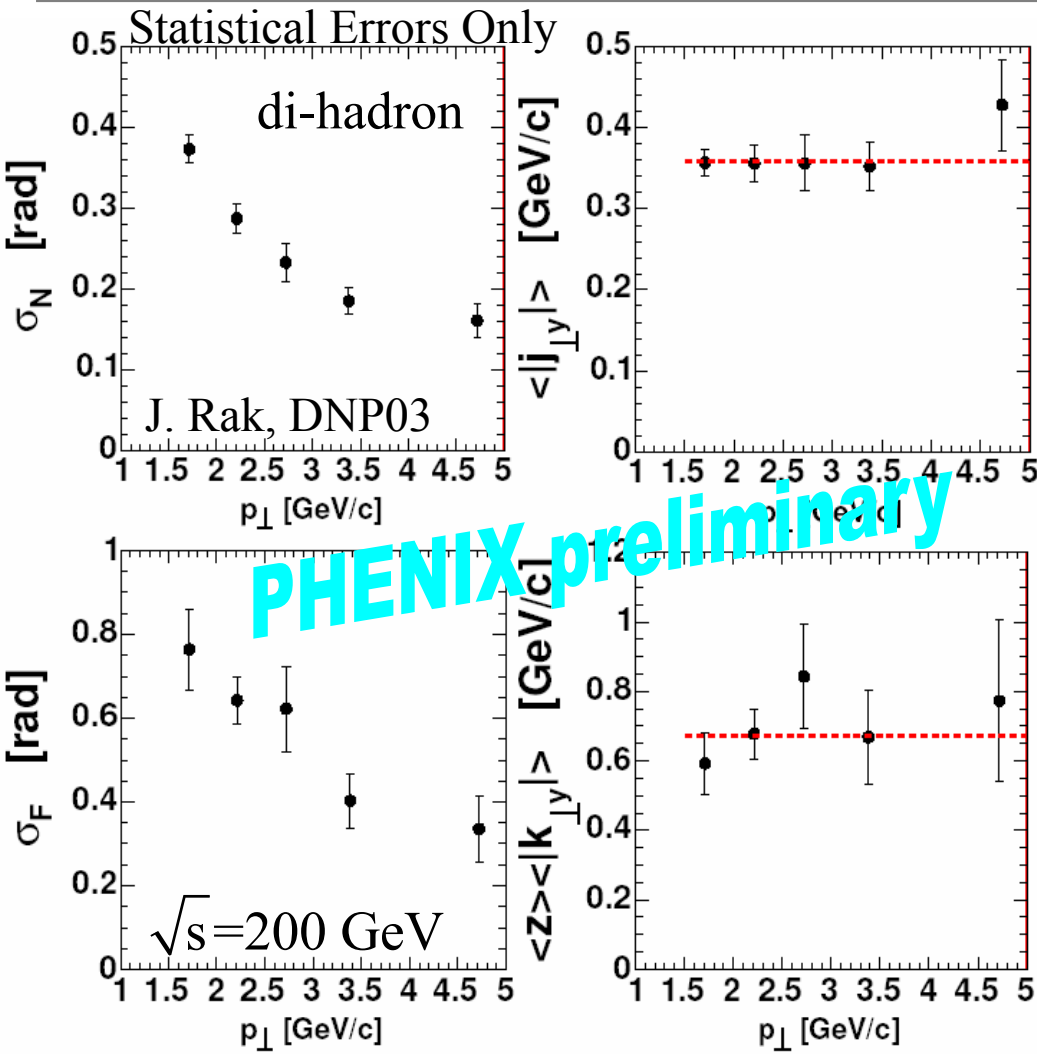 Statistical Errors Only
0.5
0.4
0.3
0.2
0.1
0
σN [rad]
di-hadron
J. Rak, DNP03
1 1.5 2 2.5 3 3.5 4 4.5 5
p⊥ [GeV/c]
0.5
0.4
0.3
0.2
0.1
0
<|j⊥y|> [GeV/c]
1 1.5 2 2.5 3 3.5 4 4.5 5
p⊥ [GeV/c]
PHENIX preliminary
1
0.8
0.6
0.4
0.2
0
σF [rad]
√s=200 GeV
1 1.5 2 2.5 3 3.5 4 4.5 5
p⊥ [GeV/c]
1.2
1
0.8
0.6
0.4
0.2
0
<z><|k⊥y|> [GeV/c]
1 1.5 2 2.5 3 3.5 4 4.5 5
p⊥ [GeV/c]